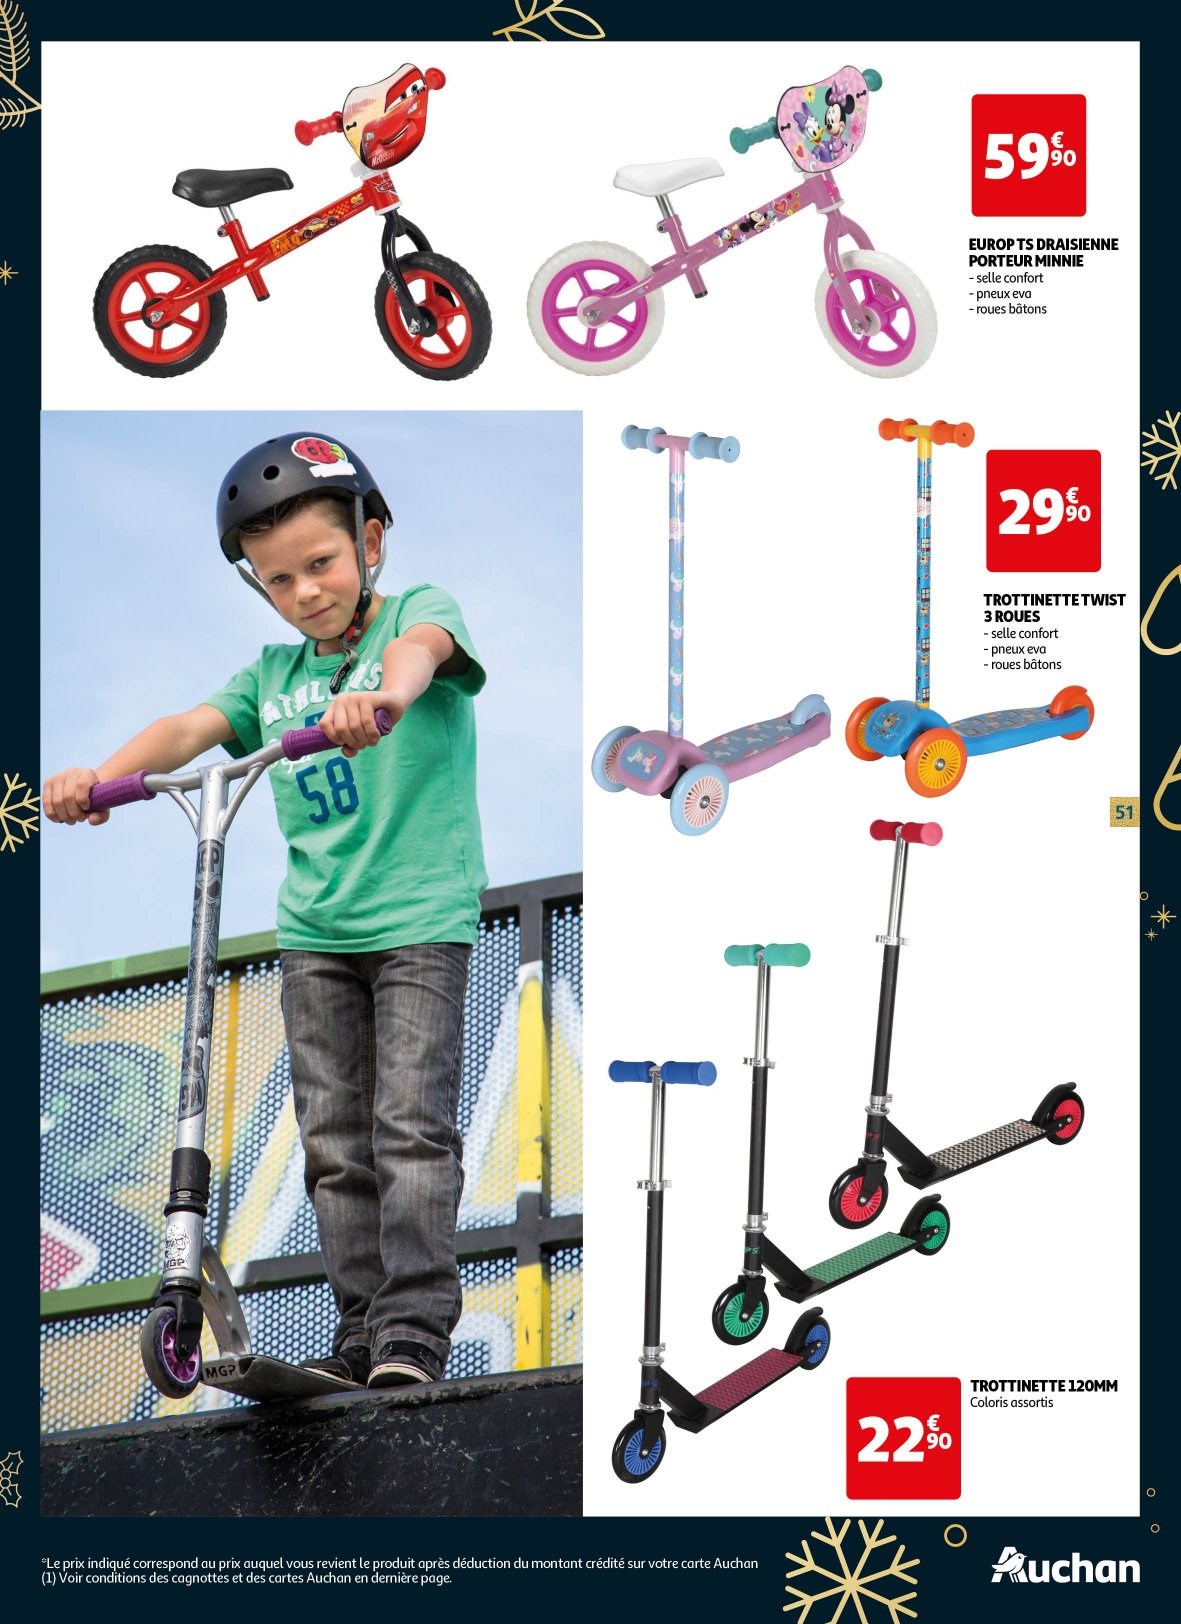 59€90
EUROP TS DRAISIENNE
PORTEUR MINNIE
- selle confort
- pneux eva
- roues bâtons
29€90
TROTTINETTE TWIST
3 ROUES
- selle confort
- pneux eva
- roues bâtons
58
MGP
MGP
51
22€90
TROTTINETTE 120MM
Coloris assortis
*Le prix indiqué correspond au prix auquel vous revient le produit après déduction du montant crédité sur votre carte Auchan
(1) Voir conditions des cagnottes et des cartes Auchan en dernière page.
Auchan